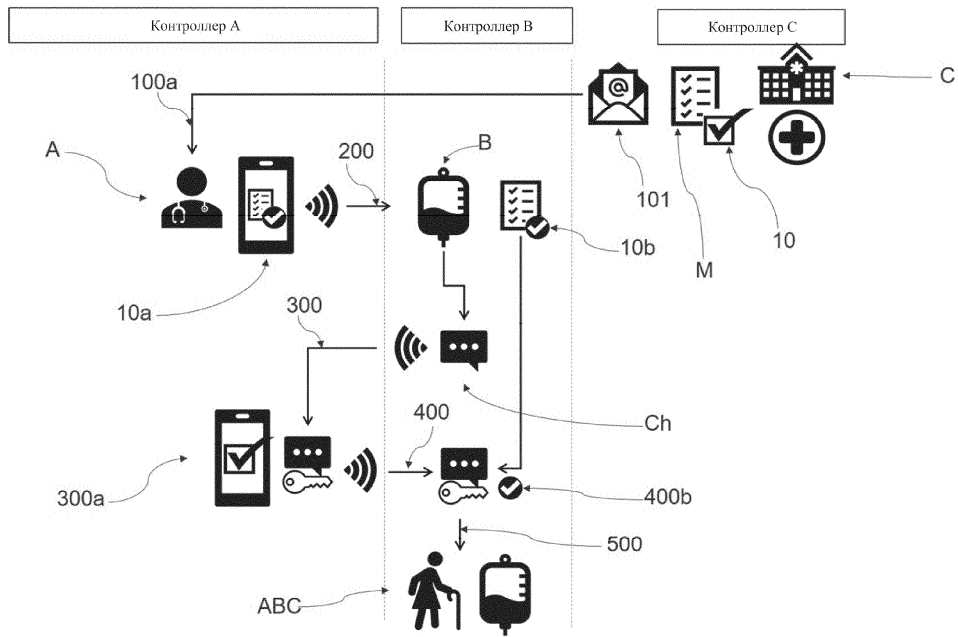 Контроллер A
Контроллер B
Контроллер C
100a
C
A
200
B
@
101
10b
10
M
10a
300
Ch
400
300a
400b
500
ABC